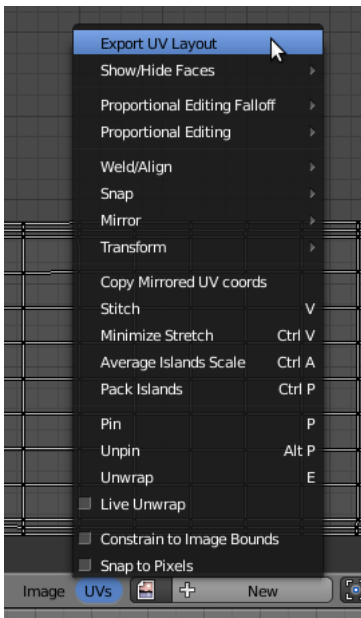 Export UV Layout
Show/Hide Faces
Proportional Editing Falloff
Proportional Editing
Weld/Align
Snap
Mirror
Transform
Copy Mirrored UV coords
Stitch V
Minimize Stretch Ctrl V
Average Islands Scale Ctrl A
Pack Islands Ctrl P
Pin P
Unpin Alt P
Unwrap E
Live Unwrap
Constrain to Image Bounds
Snap to Pixels
Image UVs New